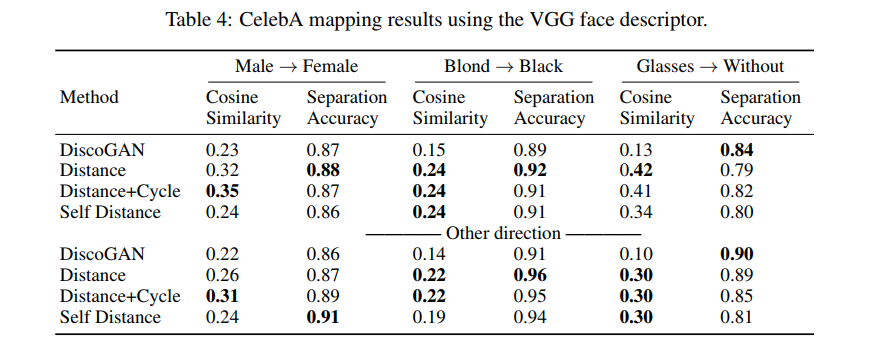 Table 4: CelebA mapping results using the VGG face descriptor.
Male → Female Blond → Black Glasses → Without
Method Cosine Separation Cosine Separation Cosine Separation
Similarity Accuracy Similarity Accuracy Similarity Accuracy
DiscoGAN 0.23 0.87 0.15 0.89 0.13 0.84
Distance 0.32 0.88 0.24 0.92 0.42 0.79
Distance+Cycle 0.35 0.87 0.24 0.91 0.41 0.82
Self Distance 0.24 0.86 0.24 0.91 0.34 0.80
Other direction
DiscoGAN 0.22 0.86 0.14 0.91 0.10 0.90
Distance 0.26 0.87 0.22 0.96 0.30 0.89
Distance+Cycle 0.31 0.89 0.22 0.95 0.30 0.85
Self Distance 0.24 0.91 0.19 0.94 0.30 0.81